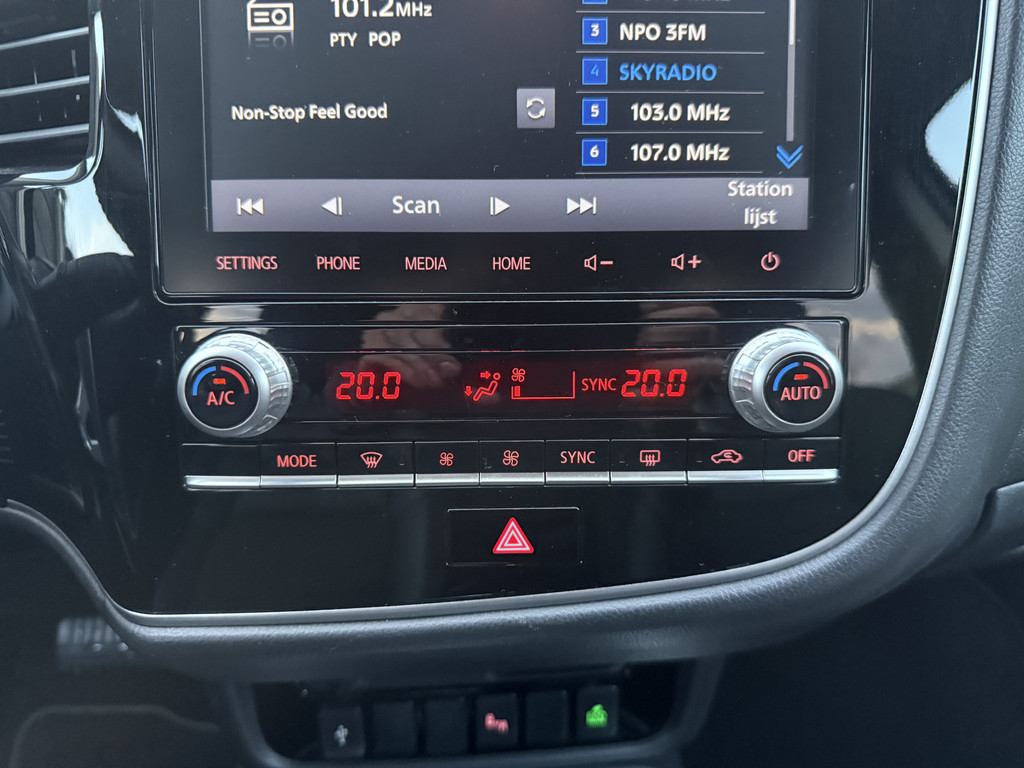 101.2MHz
PTY POP
3 NPO 3FM
4 SKYRADIO
Non-Stop Feel Good
5 103.0 MHz
6 107.0 MHz
Scan
Station
lijst
SETTINGS PHONE MEDIA HOME
A/C 20.0 SYNC 20.0 AUTO
MODE SYNC OFF